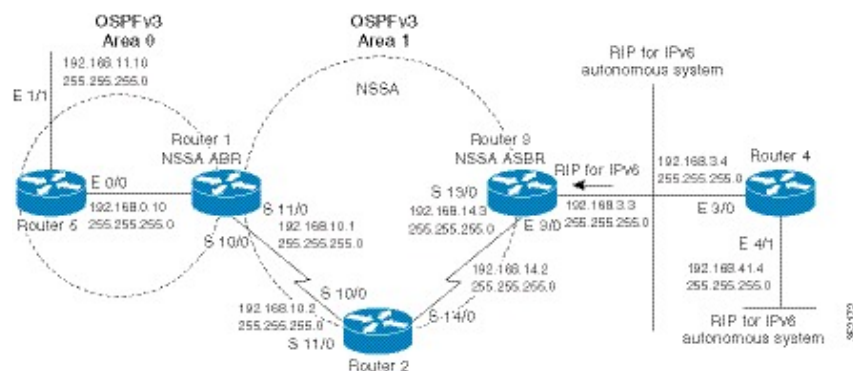 OSPFv3
Area 0
OSPFv3
Area 1
192.168.11.10
255.255.255.0
E 1/1
NSSA
RIP for IPv6
autonomous system
RIP for IPv6
autonomous system
Router 1
NSSA ABR
Router 3
NSSA ASBR
RIP for IPv6
192.168.3.4
255.255.255.0
Router 4
E 0/0
192.168.0.10
255.255.255.0
Router 5
S 11/0
192.168.10.1
255.255.255.0
S 10/0
S 13/0
192.168.14.3
255.255.255.0
E 3/0
192.168.3.3
255.255.255.0
E 3/0
E 4/1
192.168.41.4
255.255.255.0
192.168.14.2
255.255.255.0
S 10/0
192.168.10.2
255.255.255.0
S 11/0
S-14/0
Router 2
RIP for IPv6
autonomous system